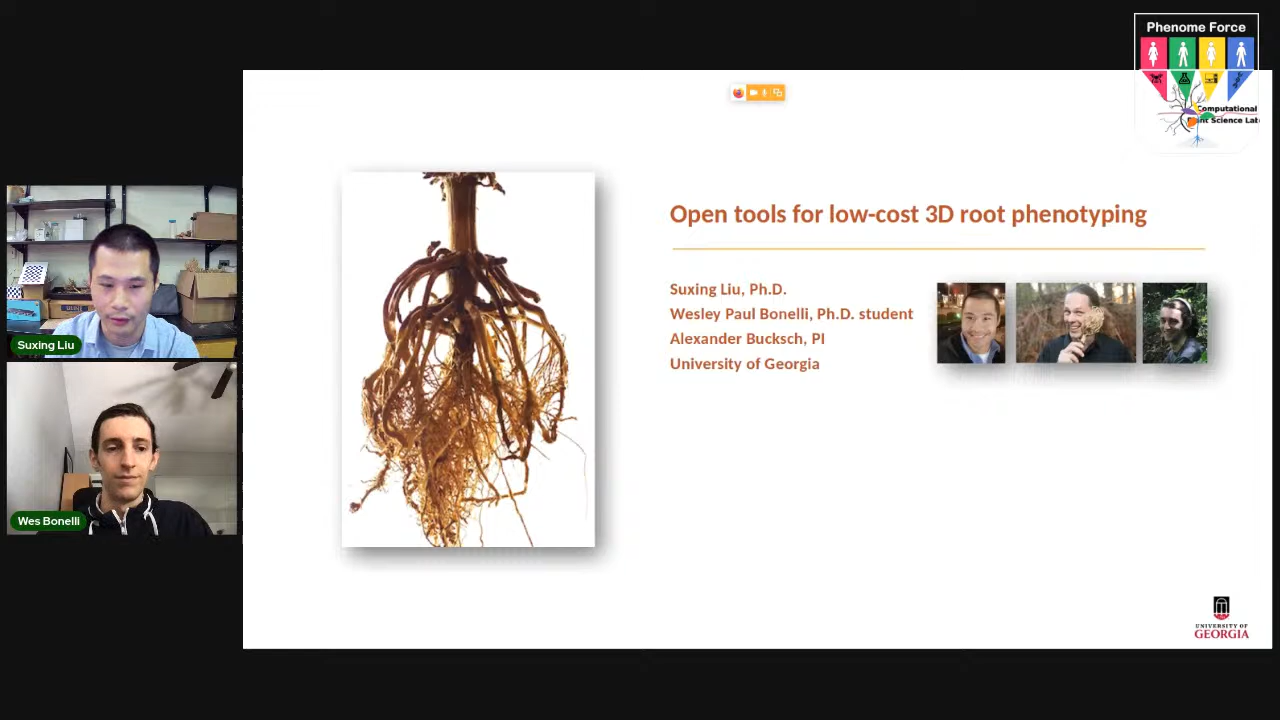 Phenome Force
Computational
Plant Science Lab
Open tools for low-cost 3D root phenotyping
Suxing Liu, Ph.D.
Wesley Paul Bonelli, Ph.D. student
Alexander Bucksch, PI
University of Georgia
Suxing Liu
Wes Bonelli
UNIVERSITY OF
GEORGIA